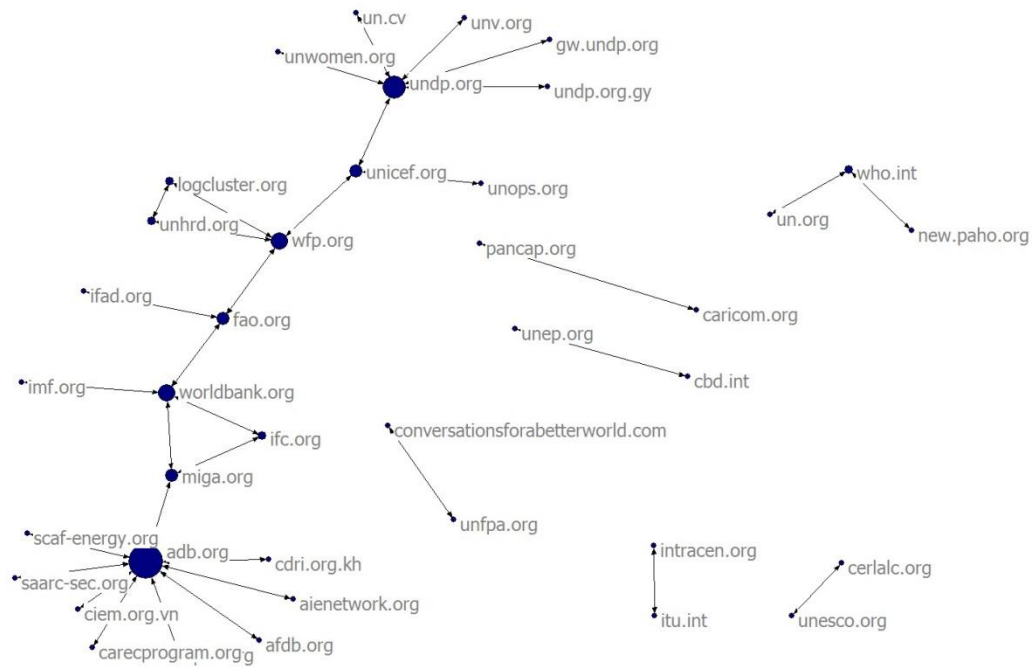 un.cv
unv.org
gw.undp.org
unwomen.org
undp.org
undp.org.gy
unicef.org
unops.org
who.int
logcluster.org
un.org
unhrd.org
wfp.org
new.paho.org
pancap.org
ifad.org
fao.org
caricom.org
unep.org
imf.org
worldbank.org
cbd.int
ifc.org
conversationsforabetterworld.com
miga.org
unfpa.org
scaf-energy.org
adb.org
cdri.org.kh
intracen.org
cerlalc.org
saarc-sec.org
aienetwork.org
ciem.org.vn
itu.int
unesco.org
carecprogram.org
afdb.org